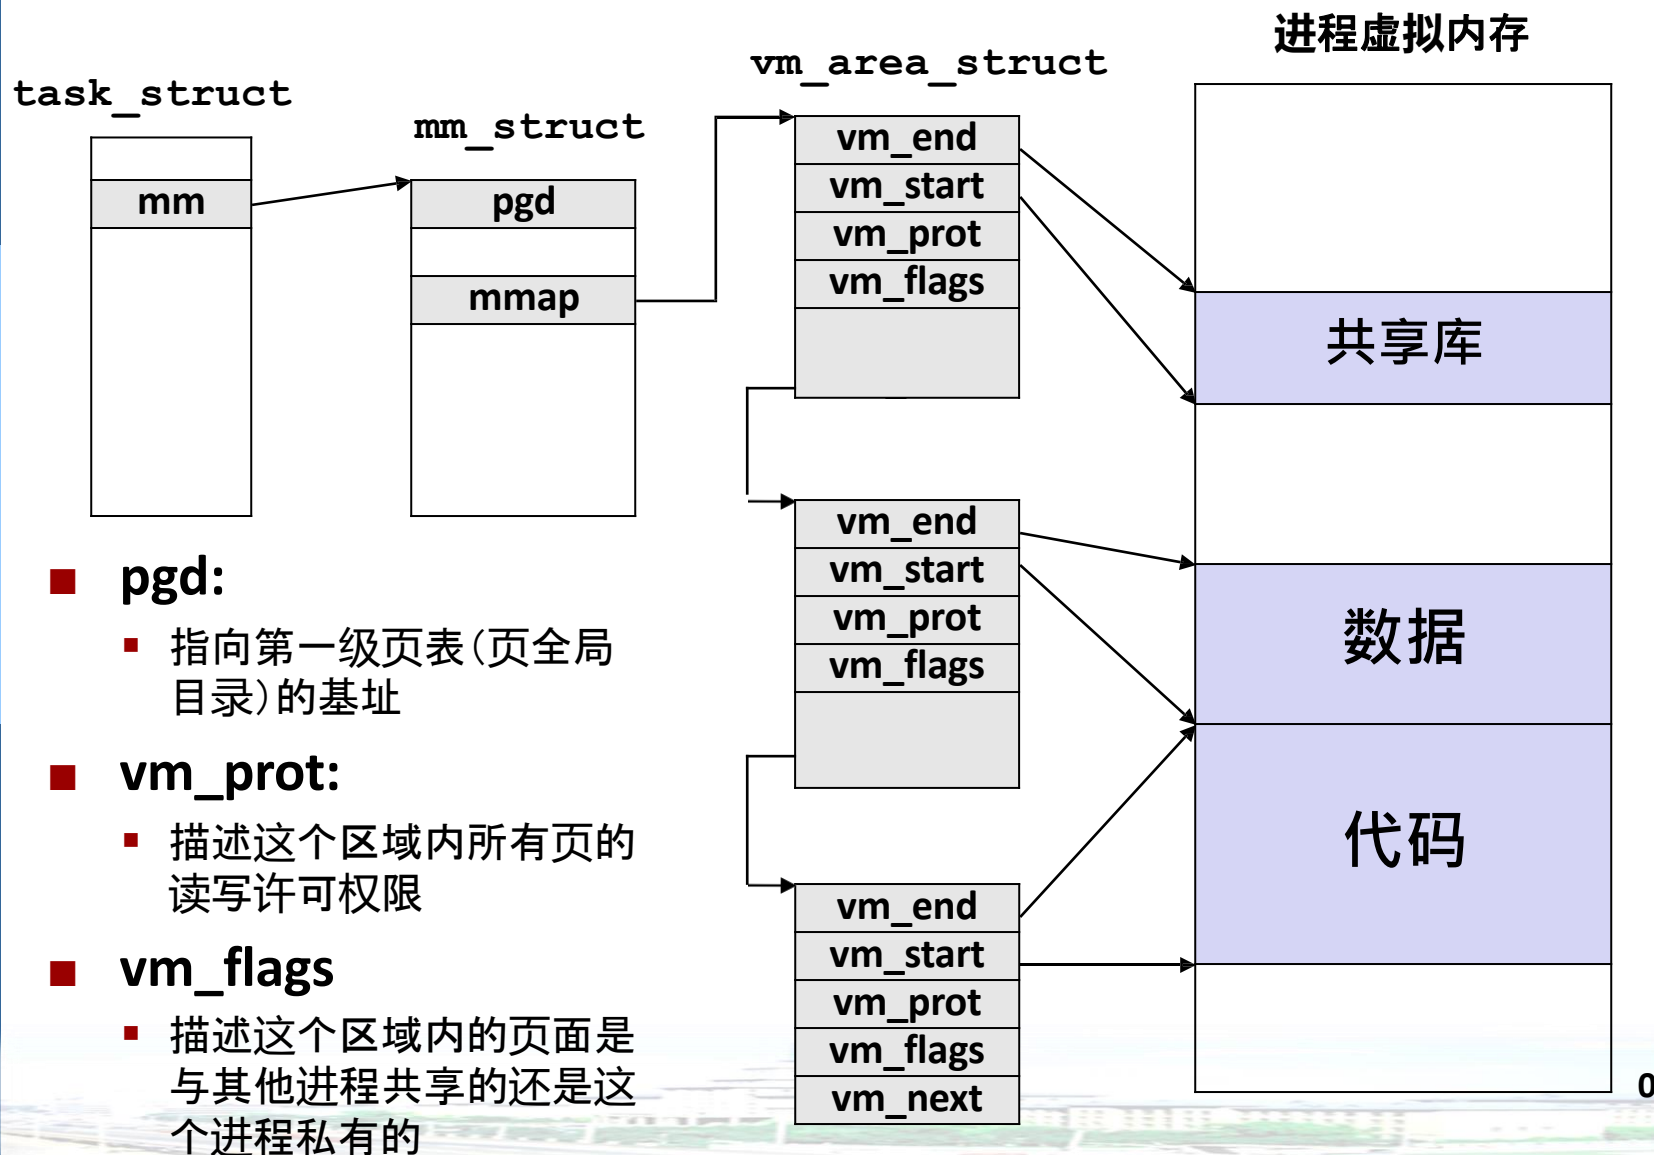 进程虚拟内存
vm_area_struct
task_struct
mm_struct
mm
pgd
mmap
vm_end
vm_start
vm_prot
vm_flags
共享库
vm_end
vm_start
vm_prot
vm_flags
数据
代码
vm_end
vm_start
vm_prot
vm_flags
vm_next
0
pgd:
指向第一级页表(页全局
目录)的基址
vm_prot:
描述这个区域内所有页的
读写许可权限
vm_flags
描述这个区域内的页面是
与其他进程共享的还是这
个进程私有的